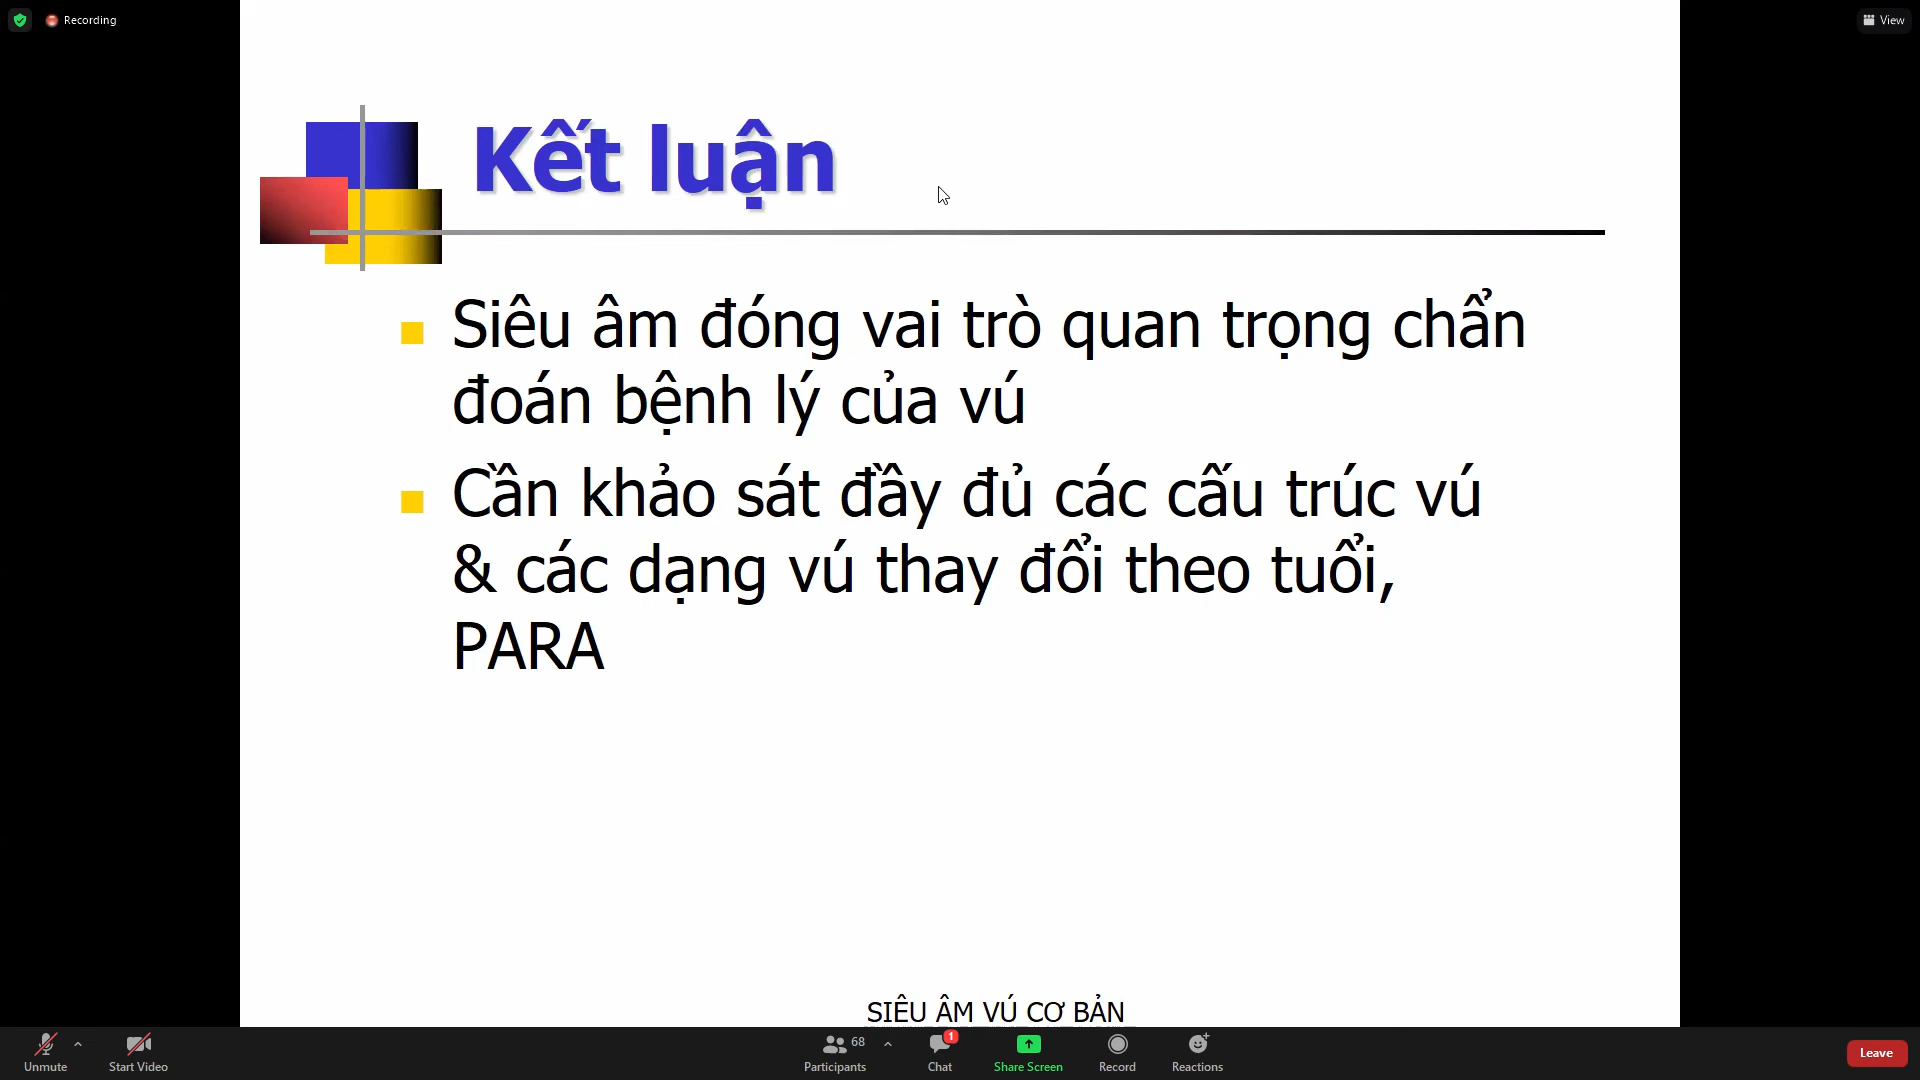 Recording
View
Kết luận
Siêu âm đóng vai trò quan trọng chẩn
đoán bệnh lý của vú
Cần khảo sát đầy đủ các cấu trúc vú
& các dạng vú thay đổi theo tuổi,
PARA
SIÊU ÂM VÚ CƠ BẢN
Unmute
Start Video
68
Participants
1
Chat
Share Screen
Record
Reactions
Leave